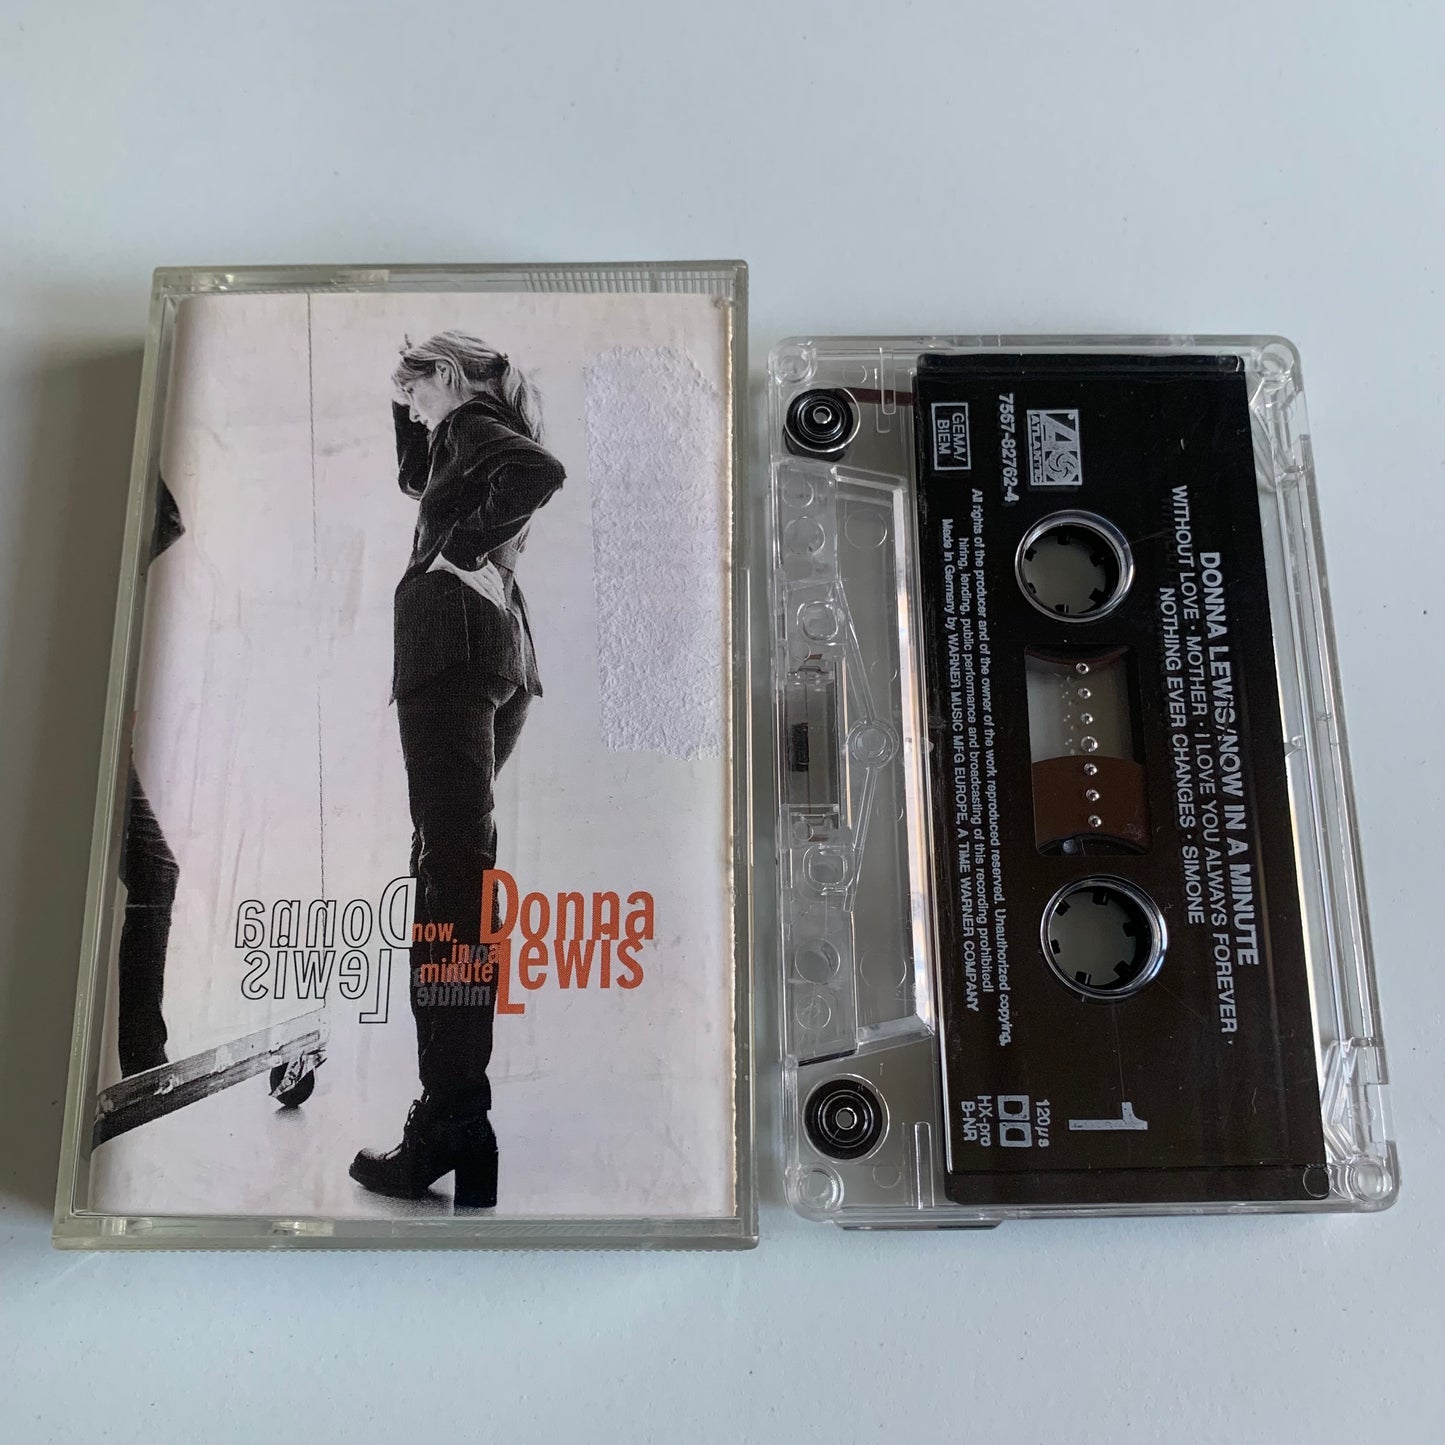 Donna
Lewis
now
in a
minute
Donna
Lewis
now
in a
minute
ATLANTIC
7567-82762-4
GEMA/
BIEM
DONNA LEWiS/NOW IN A MINUTE
WITHOUT LOVE · MOTHER · I LOVE YOU ALWAYS FOREVER ·
NOTHING EVER CHANGES · SIMONE
All rights of the producer and of the owner of the work reproduced reserved. Unauthorized copying,
hiring, lending, public performance and broadcasting of this recording prohibited!
Made in Germany by WARNER MUSIC MFG EUROPE, A TIME WARNER COMPANY
1
120µs
HX-pro
B-NR